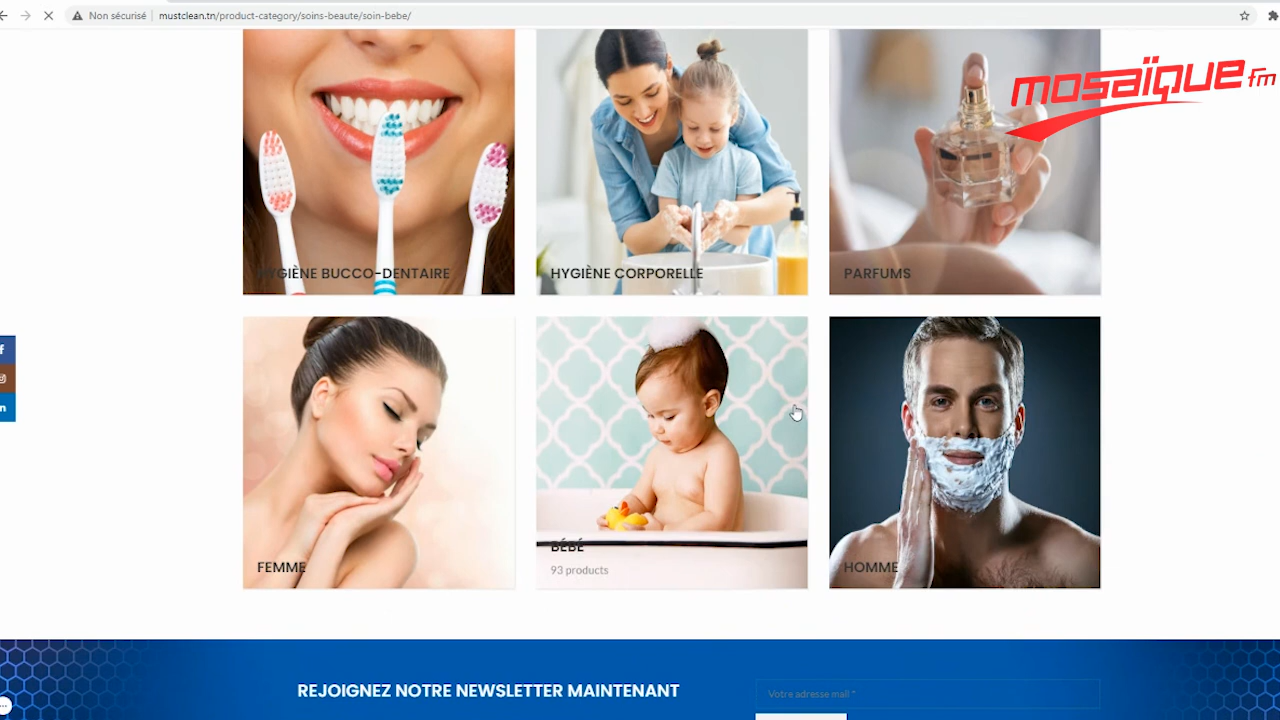 Non sécurisé
mustclean.tn/product-category/soins-beaute/soin-bebe/
mosaïque fm
HYGIÈNE BUCCO-DENTAIRE
HYGIÈNE CORPORELLE
PARFUMS
FEMME
BÉBÉ
93 products
HOMME
REJOIGNEZ NOTRE NEWSLETTER MAINTENANT
Votre adresse mail *